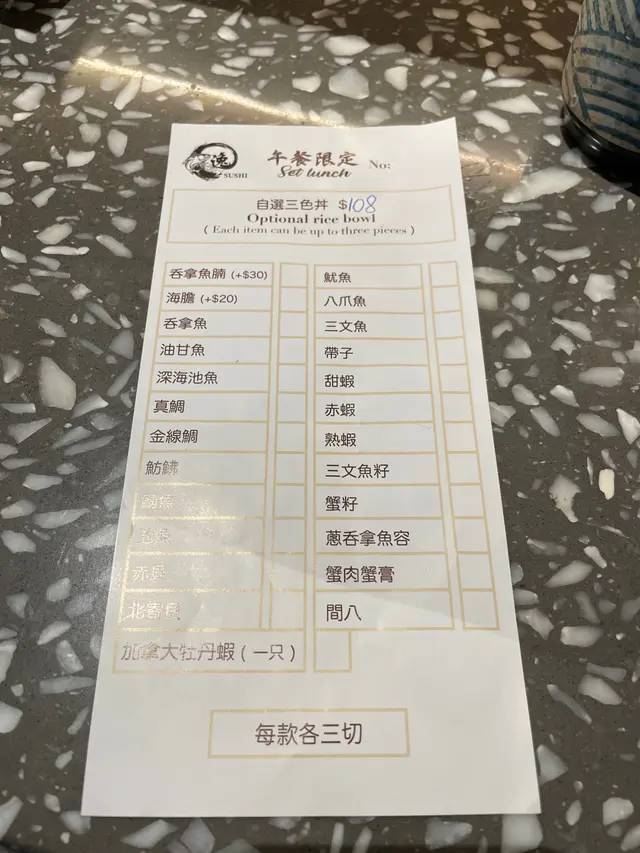 逸
SUSHI
午餐限定
Set lunch
No:
自選三色丼 $108
Optional rice bowl
( Each item can be up to three pieces )
吞拿魚腩 (+$30)
魷魚
海膽 (+$20)
八爪魚
吞拿魚
三文魚
油甘魚
帶子
深海池魚
甜蝦
真鯛
赤蝦
金線鯛
熟蝦
魴鮄
三文魚籽
蟹籽
蔥吞拿魚容
赤貝
蟹肉蟹膏
北寄貝
間八
加拿大牡丹蝦 ( 一只 )
每款各三切